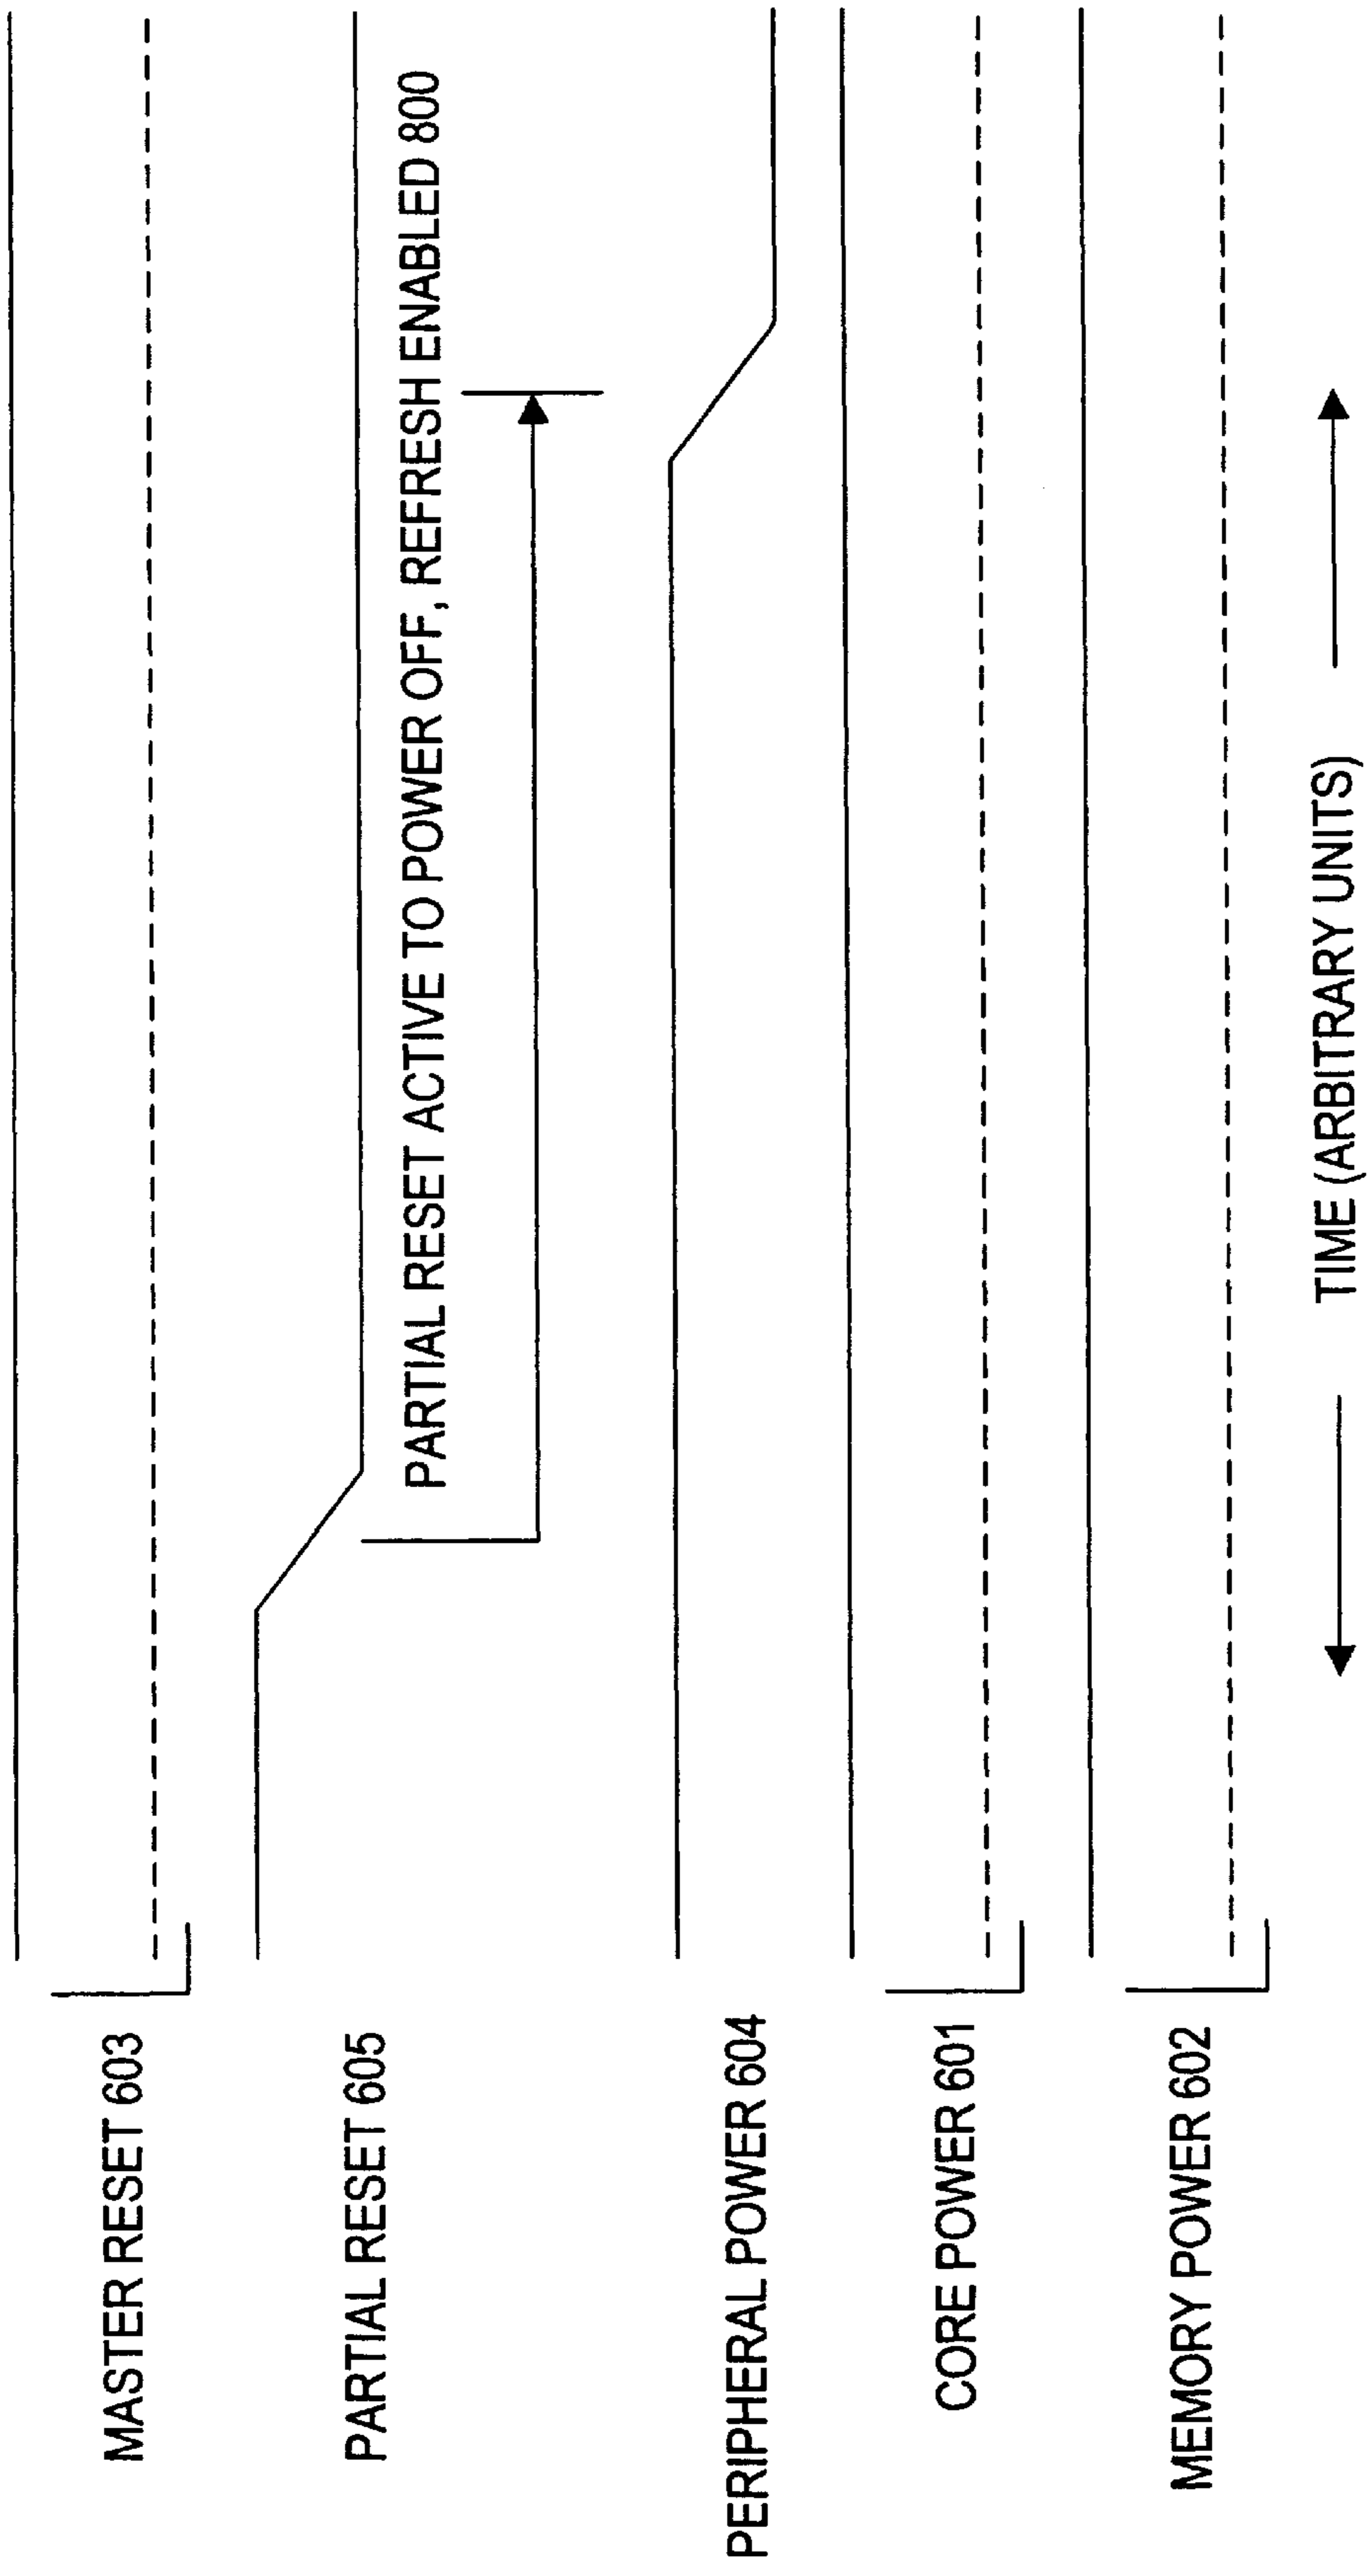 MASTER RESET 603
PARTIAL RESET 605
PARTIAL RESET ACTIVE TO POWER OFF, REFRESH ENABLED 800
PERIPHERAL POWER 604
CORE POWER 601
MEMORY POWER 602
TIME (ARBITRARY UNITS)